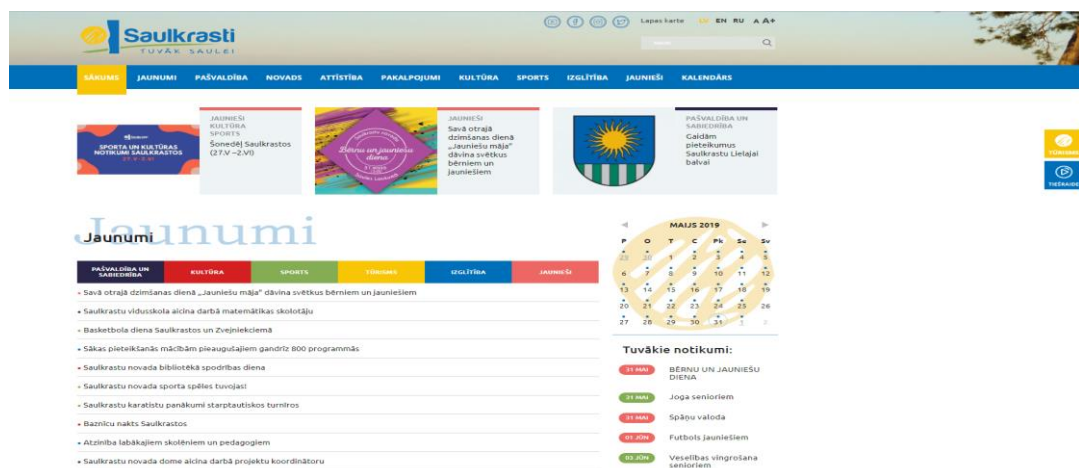 Saulkrasti
TUVĀK SAULEI
Lapas karte LV EN RU A A+
SĀKUMS JAUNUMI PAŠVALDĪBA NOVADS ATTĪSTĪBA PAKALPOJUMI KULTŪRA SPORTS IZGLĪTĪBA JAUNIEŠI KALENDĀRS
SPORTA UN KULTŪRAS
NOTIKUMI SAULKRASTOS
27.V-2.VI
JAUNIEŠI
KULTŪRA
SPORTS
Šonedēļ Saulkrastos
(27.V –2.VI)
Bērnu un jauniešu
diena
JAUNIEŠI
Savā otrajā
dzimšanas dienā
„Jauniešu māja”
dāvina svētkus
bērniem un
jauniešiem
PAŠVALDĪBA UN
SABIEDRĪBA
Gaidām
pieteikumus
Saulkrastu Lielajai
balvai
TŪRISMS
TIEŠRAIDE
Jaunumi
Jaunumi
PAŠVALDĪBA UN
SABIEDRĪBA
KULTŪRA
SPORTS
TŪRISMS
IZGLĪTĪBA
JAUNIEŠI
• Savā otrajā dzimšanas dienā „Jauniešu māja” dāvina svētkus bērniem un jauniešiem
• Saulkrastu vidusskola aicina darbā matemātikas skolotāju
• Basketbola diena Saulkrastos un Zvejniekciemā
• Sākas pieteikšanās mācībām pieaugušajiem gandrīz 800 programmās
• Saulkrastu novada bibliotēkā spodrības diena
• Saulkrastu novada sporta spēles tuvojas!
• Saulkrastu karatistu panākumi starptautiskos turnīros
• Baznīcu nakts Saulkrastos
• Atzinība labākajiem skolēniem un pedagogiem
• Saulkrastu novada dome aicina darbā projektu koordinātoru
MAIJS 2019
P O T C Pk Se Sv
29 30 1 2 3 4 5
6 7 8 9 10 11 12
13 14 15 16 17 18 19
20 21 22 23 24 25 26
27 28 29 30 31 1 2
Tuvākie notikumi:
31 MAI BĒRNU UN JAUNIEŠU
DIENA
31 MAI Joga senioriem
31 MAI Spāņu valoda
03 JŪN Futbols jauniešiem
03 JŪN Veselības vingrošana
senioriem